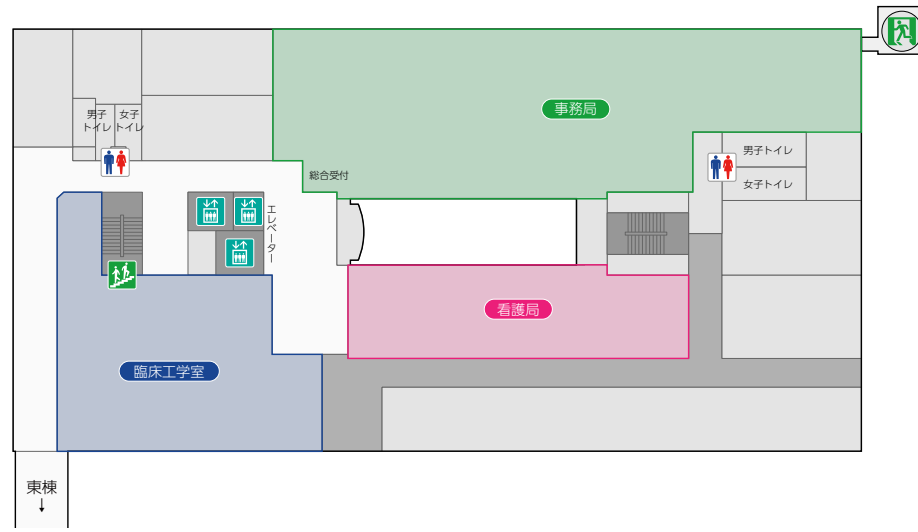 事務局
男子
トイレ
女子
トイレ
男子トイレ
総合受付
女子トイレ
エレベーター
看護局
臨床工学室
東棟
↓